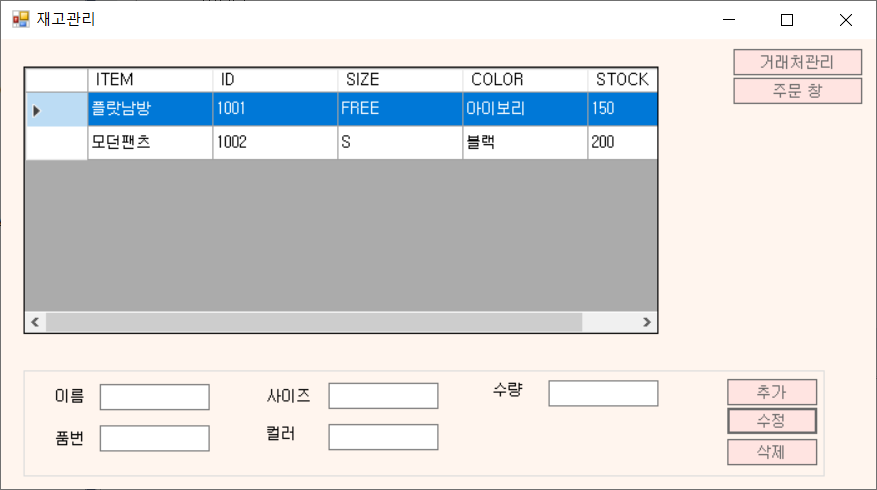 재고관리
거래처관리
주문 창
ITEM ID SIZE COLOR STOCK
플랏남방 1001 FREE 아이보리 150
모던팬츠 1002 S 블랙 200
이름 사이즈 수량 추가
수정
품번 컬러
삭제